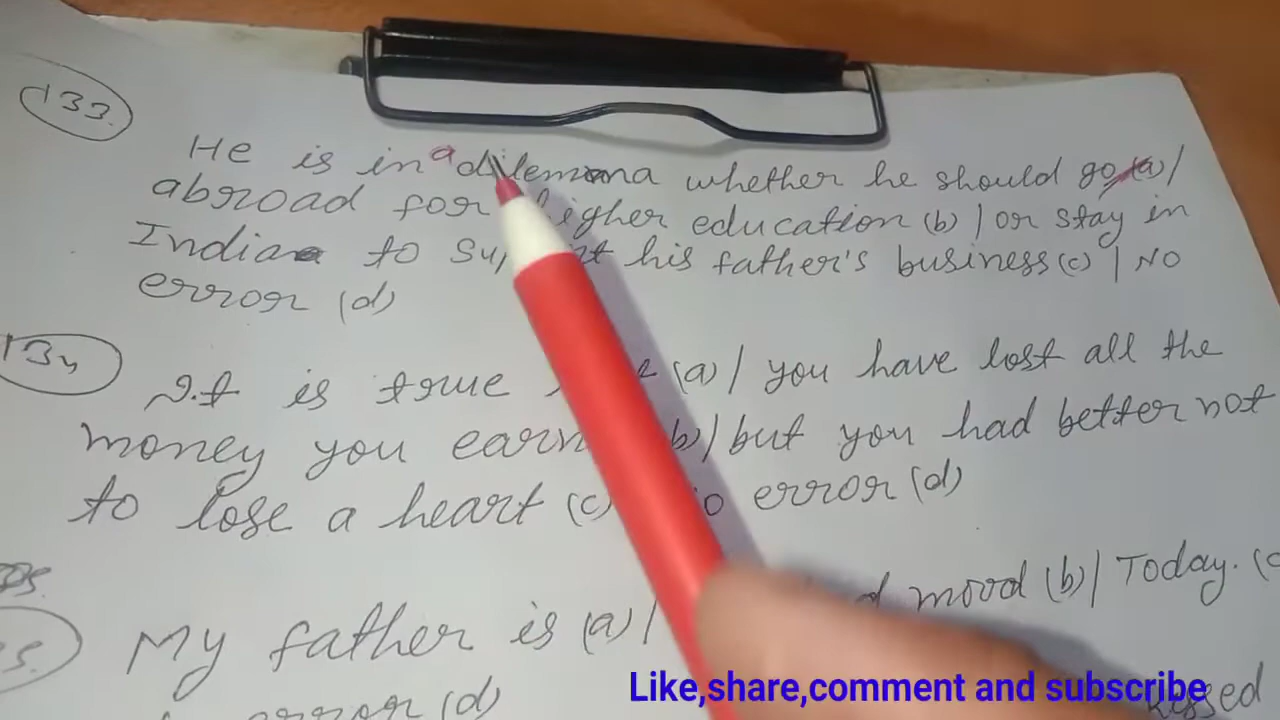 133.
He is in a dilemma whether he should go (a)/
abroad for higher education (b) / or stay in
India to his father's business (c) / No
error (d)
134
It is true (a) / you have lost all the
money you (b) / but you had better not
to lose a heart (c) error (d)
My father is (a) / mood (b) / Today. (c
error (d)
Like,share,comment and subscribe